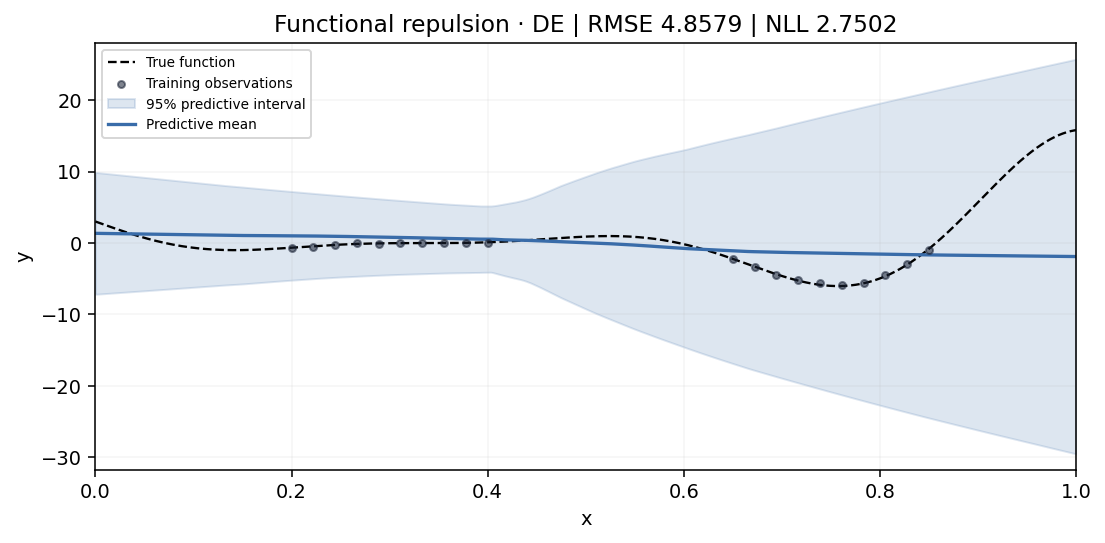 Functional repulsion · DE | RMSE 4.8579 | NLL 2.7502
True function
Training observations
95% predictive interval
Predictive mean
y
20
10
0
−10
−20
−30
0.0 0.2 0.4 0.6 0.8 1.0
x